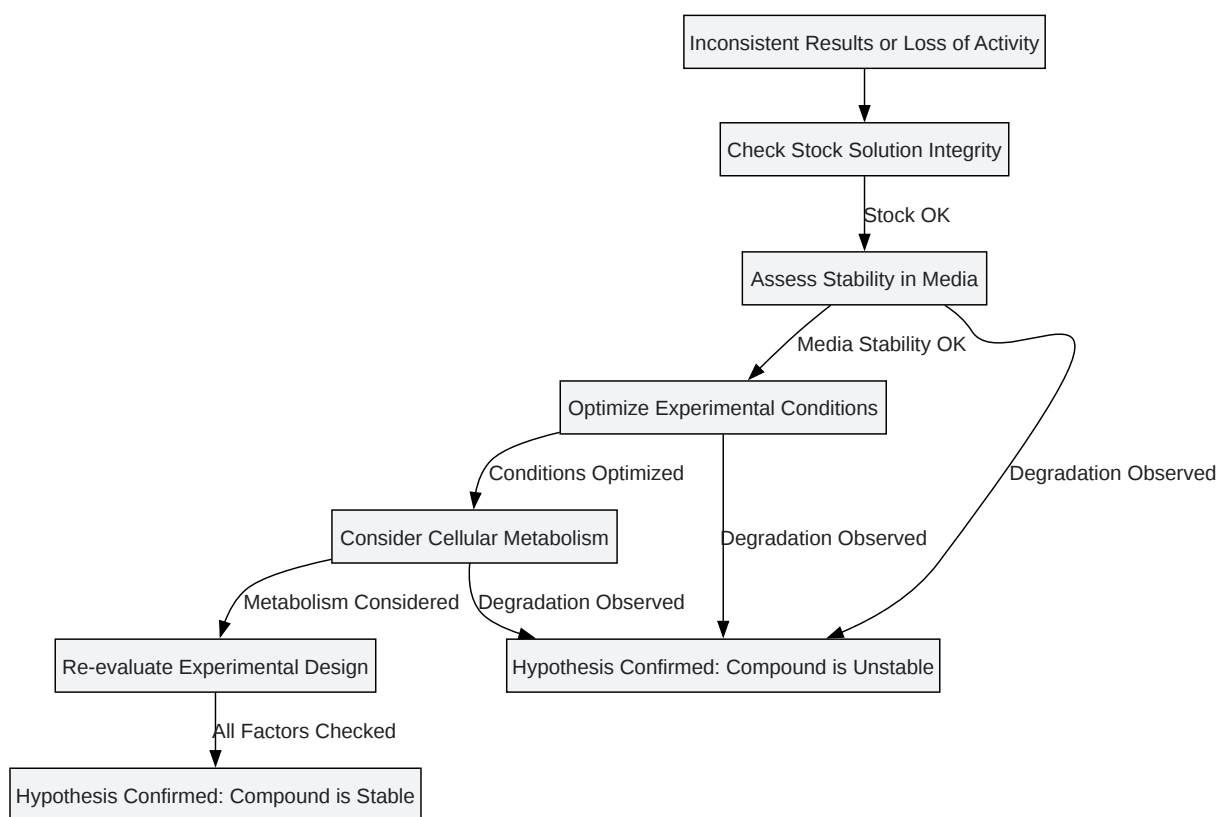 Inconsistent Results or Loss of Activity
Check Stock Solution Integrity
Stock OK
Assess Stability in Media
Media Stability OK
Optimize Experimental Conditions
Conditions Optimized
Degradation Observed
Consider Cellular Metabolism
Degradation Observed
Metabolism Considered
Degradation Observed
Re-evaluate Experimental Design
Hypothesis Confirmed: Compound is Unstable
All Factors Checked
Hypothesis Confirmed: Compound is Stable